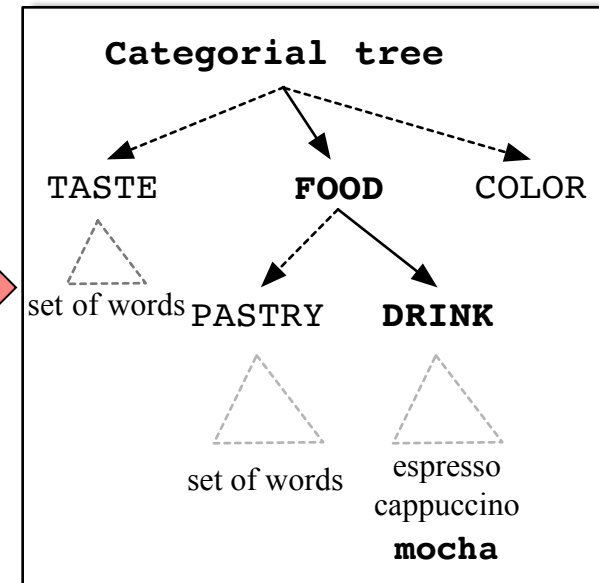 Categorial tree
TASTE FOOD COLOR
set of words PASTRY DRINK
set of words espresso
cappuccino
mocha